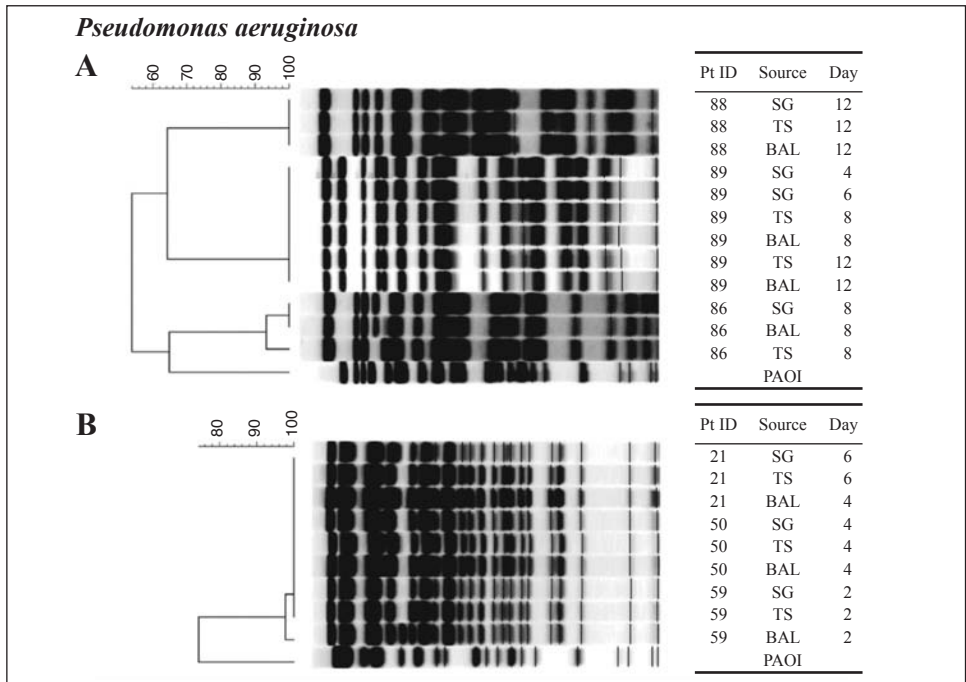 Pseudomonas aeruginosa
A
60 70 80 90 100
Pt ID Source Day
88 SG 12
88 TS 12
88 BAL 12
89 SG 4
89 SG 6
89 TS 8
89 BAL 8
89 TS 12
89 BAL 12
86 SG 8
86 BAL 8
86 TS 8
PAOI
B
80 90 100
Pt ID Source Day
21 SG 6
21 TS 6
21 BAL 4
50 SG 4
50 TS 4
50 BAL 4
59 SG 2
59 TS 2
59 BAL 2
PAOI